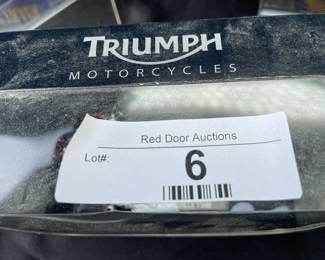 TRIUMPH
MOTORCYCLES
Red Door Auctions
Lot#:
6